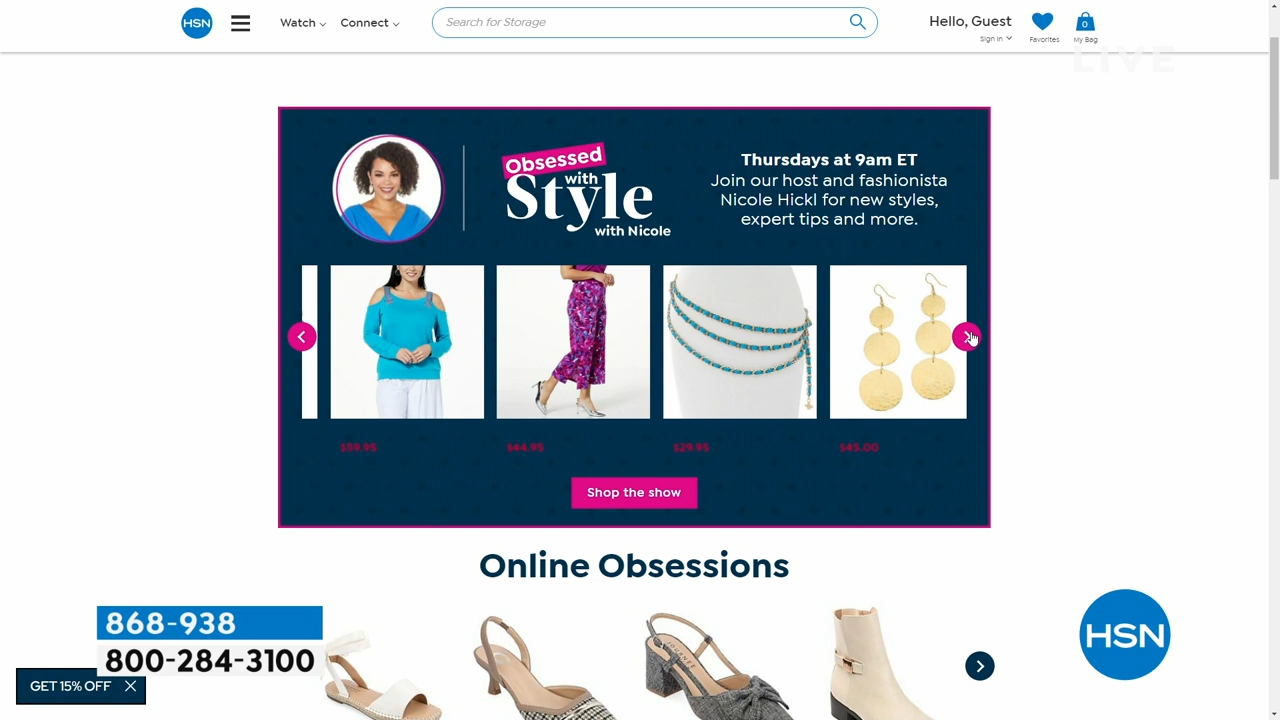 HSN
Watch
Connect
Search for Storage
Hello, Guest
Sign in
Favorites
0
My Bag
LIVE
Obsessed
with
Style
with Nicole
Thursdays at 9am ET
Join our host and fashionista
Nicole Hickl for new styles,
expert tips and more.
$59.95
$44.95
$29.95
$45.00
Shop the show
Online Obsessions
868-938
800-284-3100
GET 15% OFF
HSN